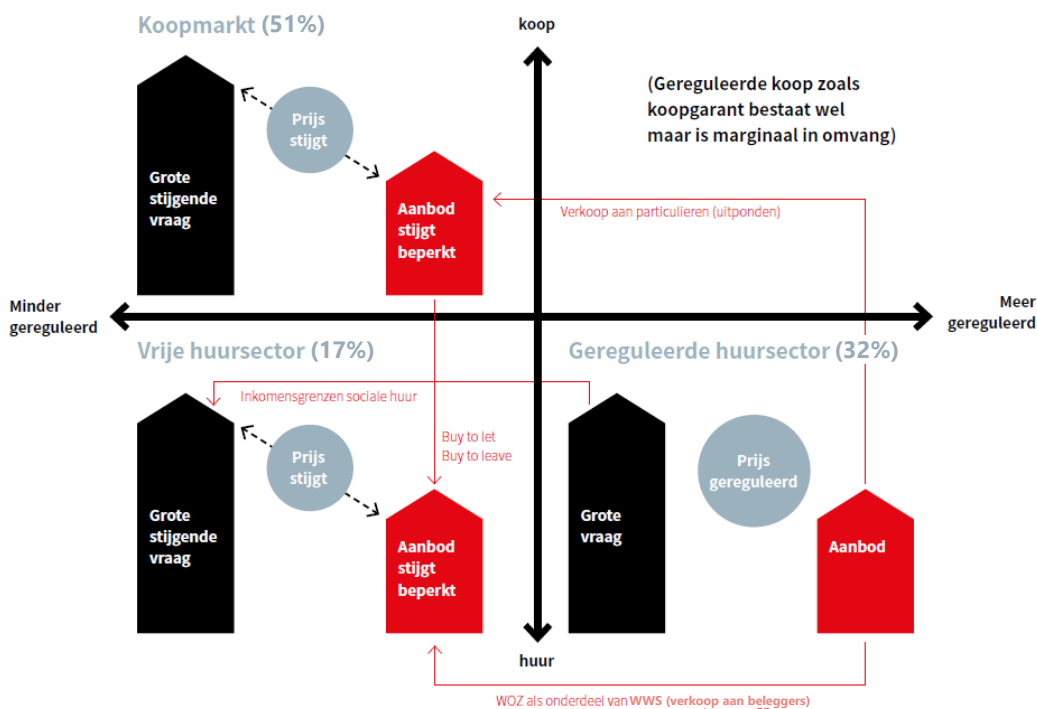 Koopmarkt (51%)
koop
(Gereguleerde koop zoals
koopgarant bestaat wel
maar is marginaal in omvang)
Prijs
stijgt
Grote
stijgende
vraag
Aanbod
stijgt
beperkt
Verkoop aan particulieren (uitponden)
Minder
gereguleerd
Meer
gereguleerd
Vrije huursector (17%)
Gereguleerde huursector (32%)
Inkomensgrenzen sociale huur
Buy to let
Buy to leave
Prijs
stijgt
Grote
stijgende
vraag
Aanbod
stijgt
beperkt
Prijs
gereguleerd
Grote
vraag
Aanbod
huur
WOZ als onderdeel van WWS (verkoop aan beleggers)